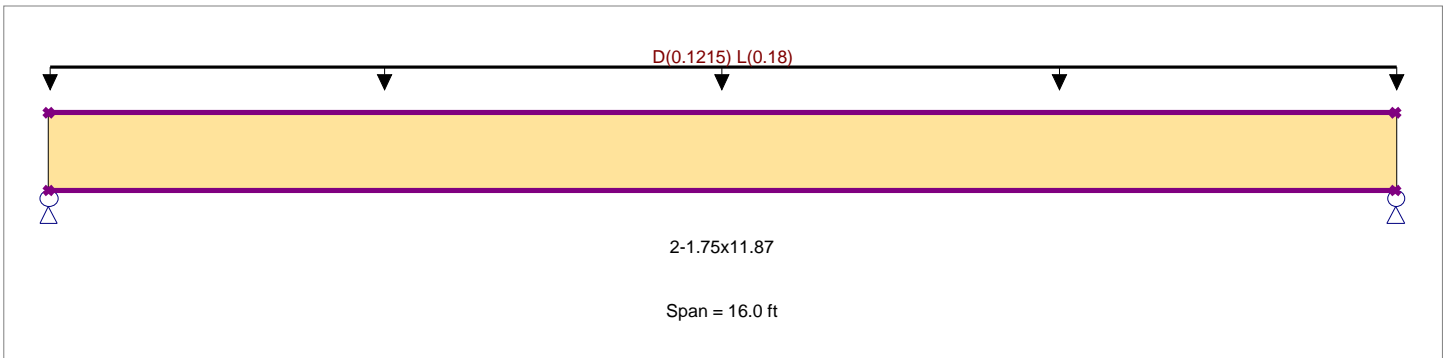 D(0.1215) L(0.18)
2-1.75x11.87
Span = 16.0 ft